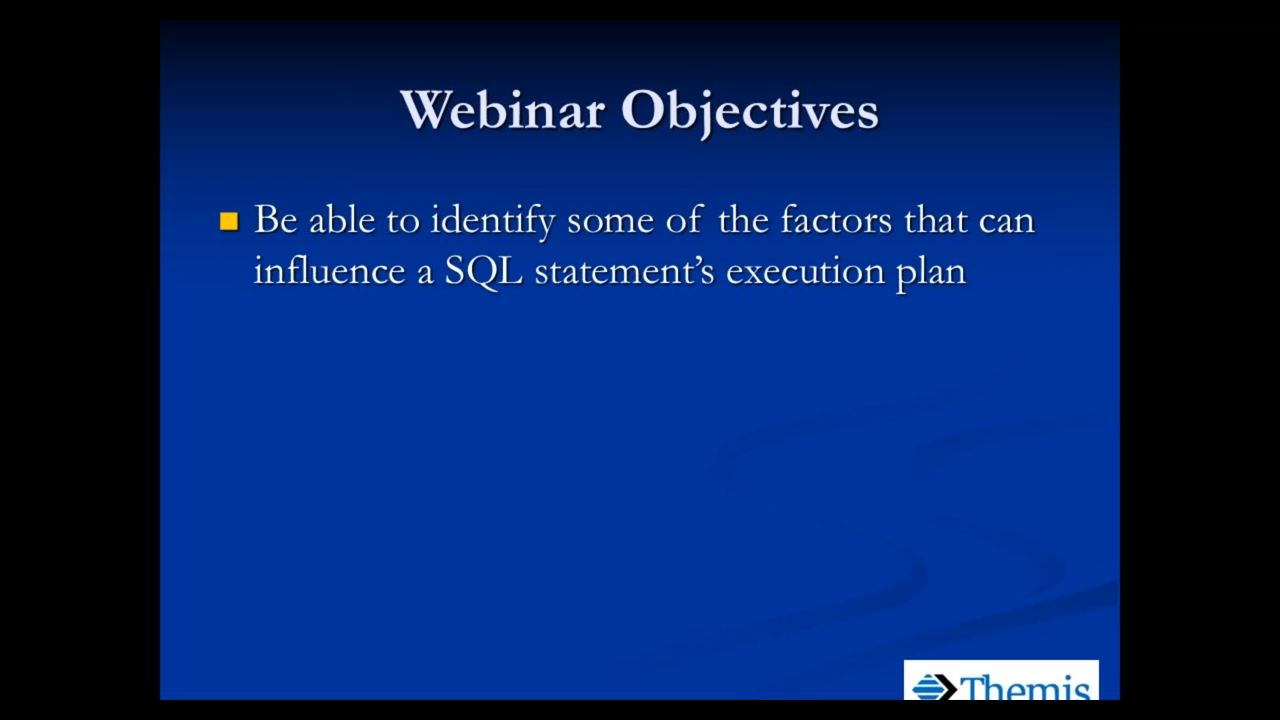 Webinar Objectives
Be able to identify some of the factors that can
influence a SQL statement’s execution plan
Themis